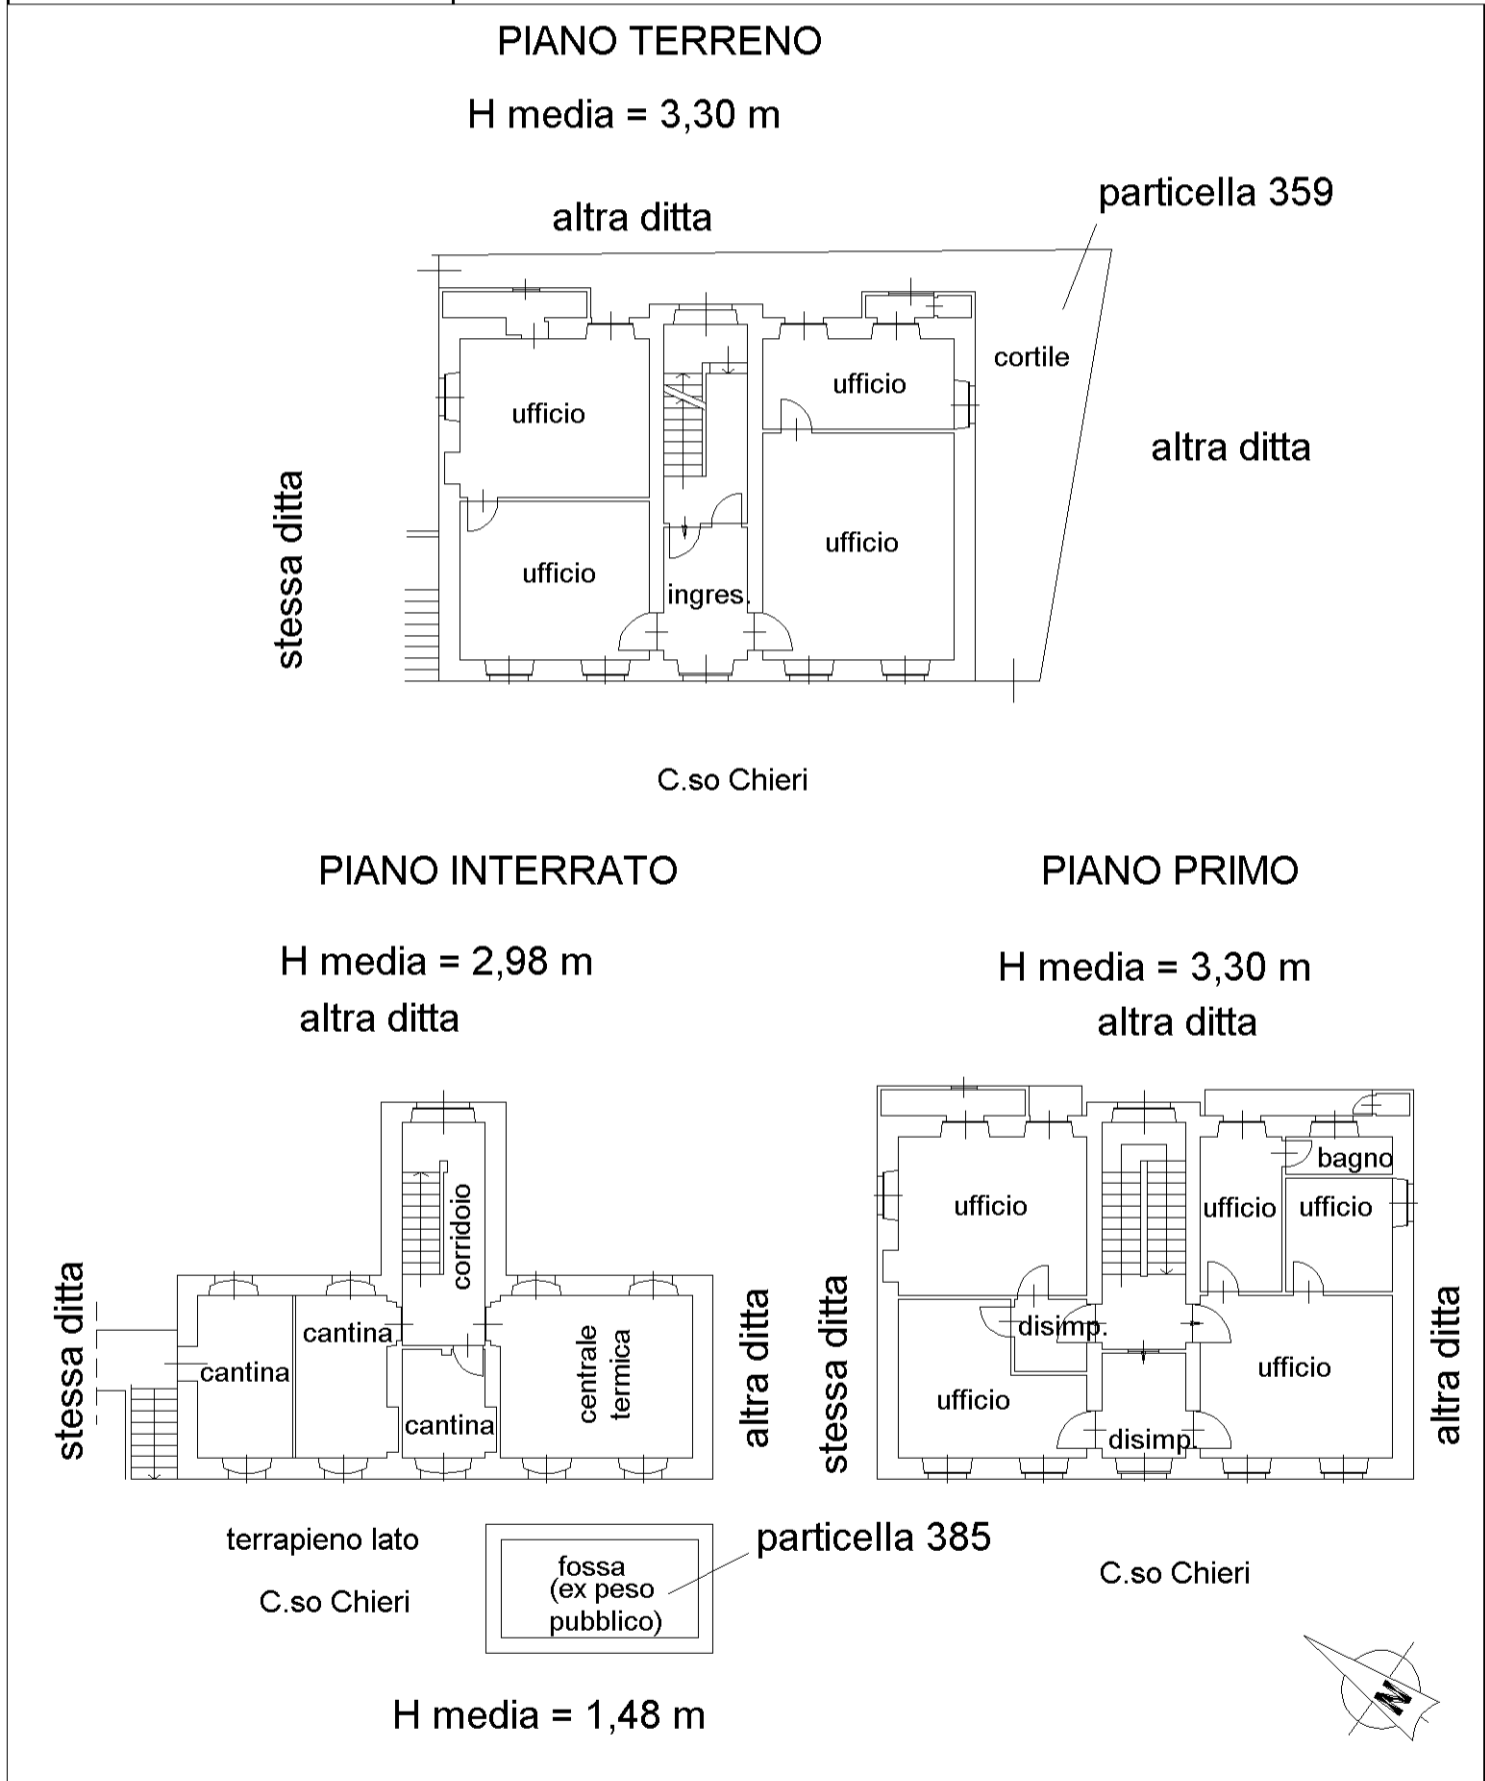 PIANO TERRENO
H media = 3,30 m
particella 359
altra ditta
cortile
ufficio
ufficio
altra ditta
stessa ditta
ufficio
ufficio
ingres.
C.so Chieri
PIANO INTERRATO
H media = 2,98 m
altra ditta
corridoio
stessa ditta
cantina
cantina
centrale
termica
cantina
altra ditta
terrapieno lato
C.so Chieri
particella 385
fossa
(ex peso
pubblico)
H media = 1,48 m
PIANO PRIMO
H media = 3,30 m
altra ditta
bagno
ufficio
ufficio
ufficio
stessa ditta
disimp.
ufficio
ufficio
disimp.
altra ditta
C.so Chieri
N